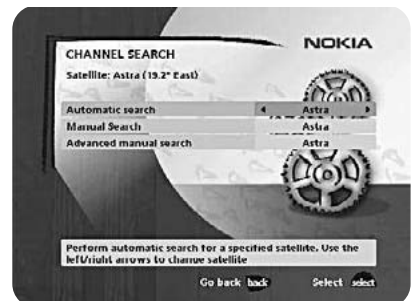 NOKIA
CHANNEL SEARCH
Satellite: Astra (19.2° East)
Automatic search Astra
Manual Search Astra
Advanced manual search Astra
Perform automatic search for a specified satellite. Use the
left/right arrows to change satellite
Go back back Select select